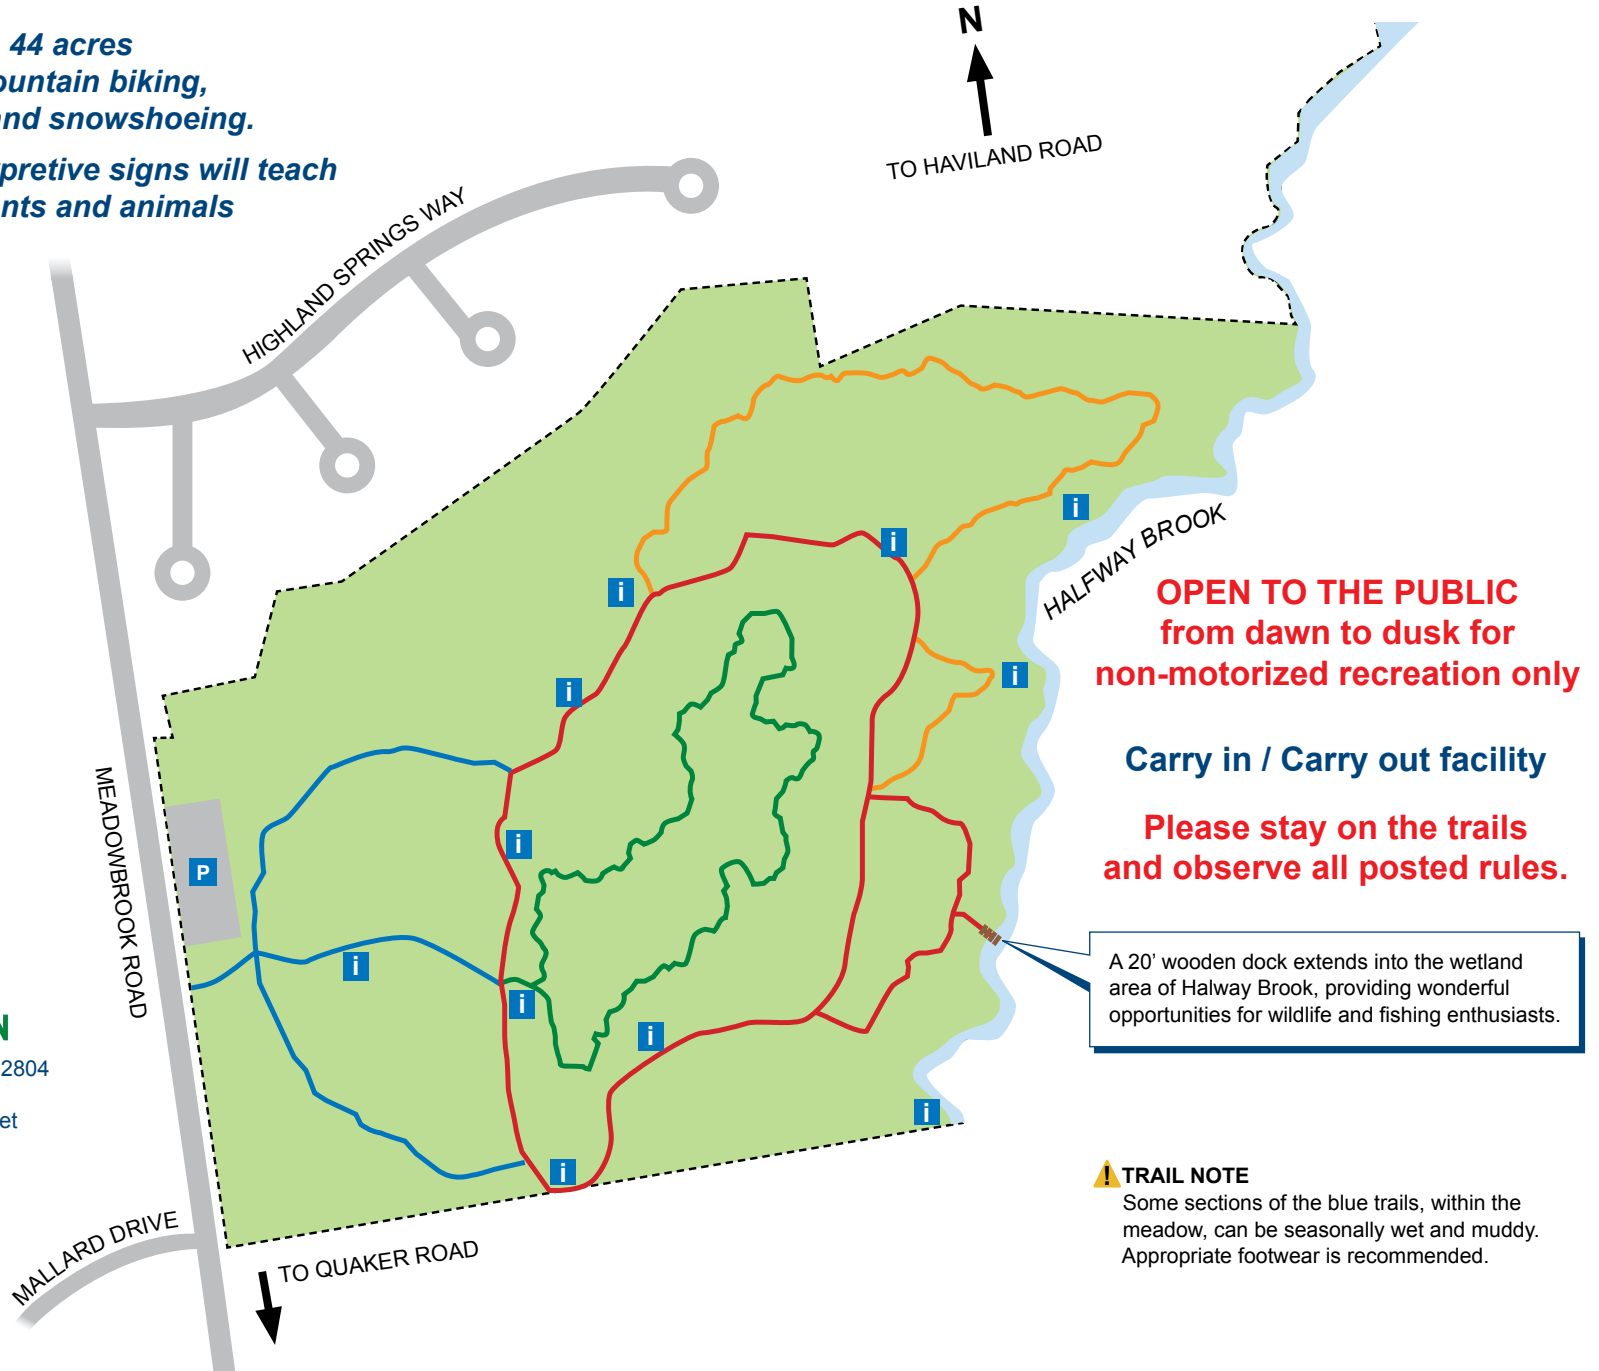 44 acres
ountain biking,
nd snowshoeing.
rpretive signs will teach
nts and animals
N
TO HAVILAND ROAD
HIGHLAND SPRINGS WAY
i
i
HALFWAY BROOK
i
i
i
OPEN TO THE PUBLIC
from dawn to dusk for
non-motorized recreation only
Carry in / Carry out facility
Please stay on the trails
and observe all posted rules.
MEADOWBROOK ROAD
P
i
i
i
i
A 20’ wooden dock extends into the wetland
area of Halway Brook, providing wonderful
opportunities for wildlife and fishing enthusiasts.
N
2804
et
i
i
TRAIL NOTE
Some sections of the blue trails, within the
meadow, can be seasonally wet and muddy.
Appropriate footwear is recommended.
MALLARD DRIVE
TO QUAKER ROAD